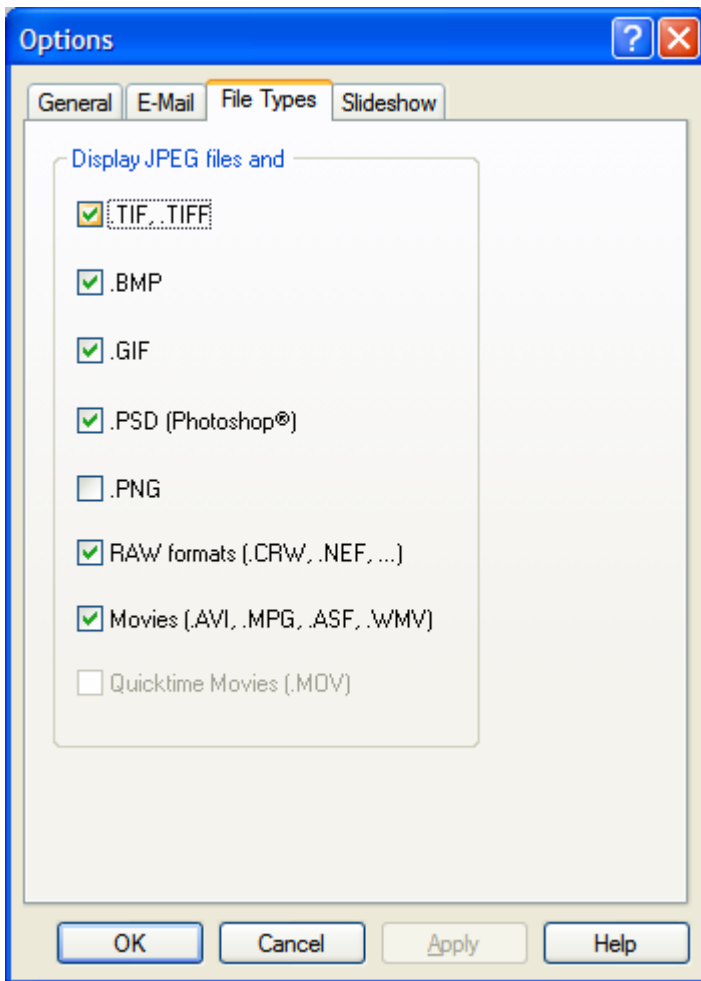 Options
General E-Mail File Types Slideshow
Display JPEG files and
.TIF, .TIFF
.BMP
.GIF
.PSD (Photoshop®)
.PNG
RAW formats (.CRW, .NEF, ...)
Movies (.AVI, .MPG, .ASF, .WMV)
Quicktime Movies (.MOV)
OK Cancel Apply Help